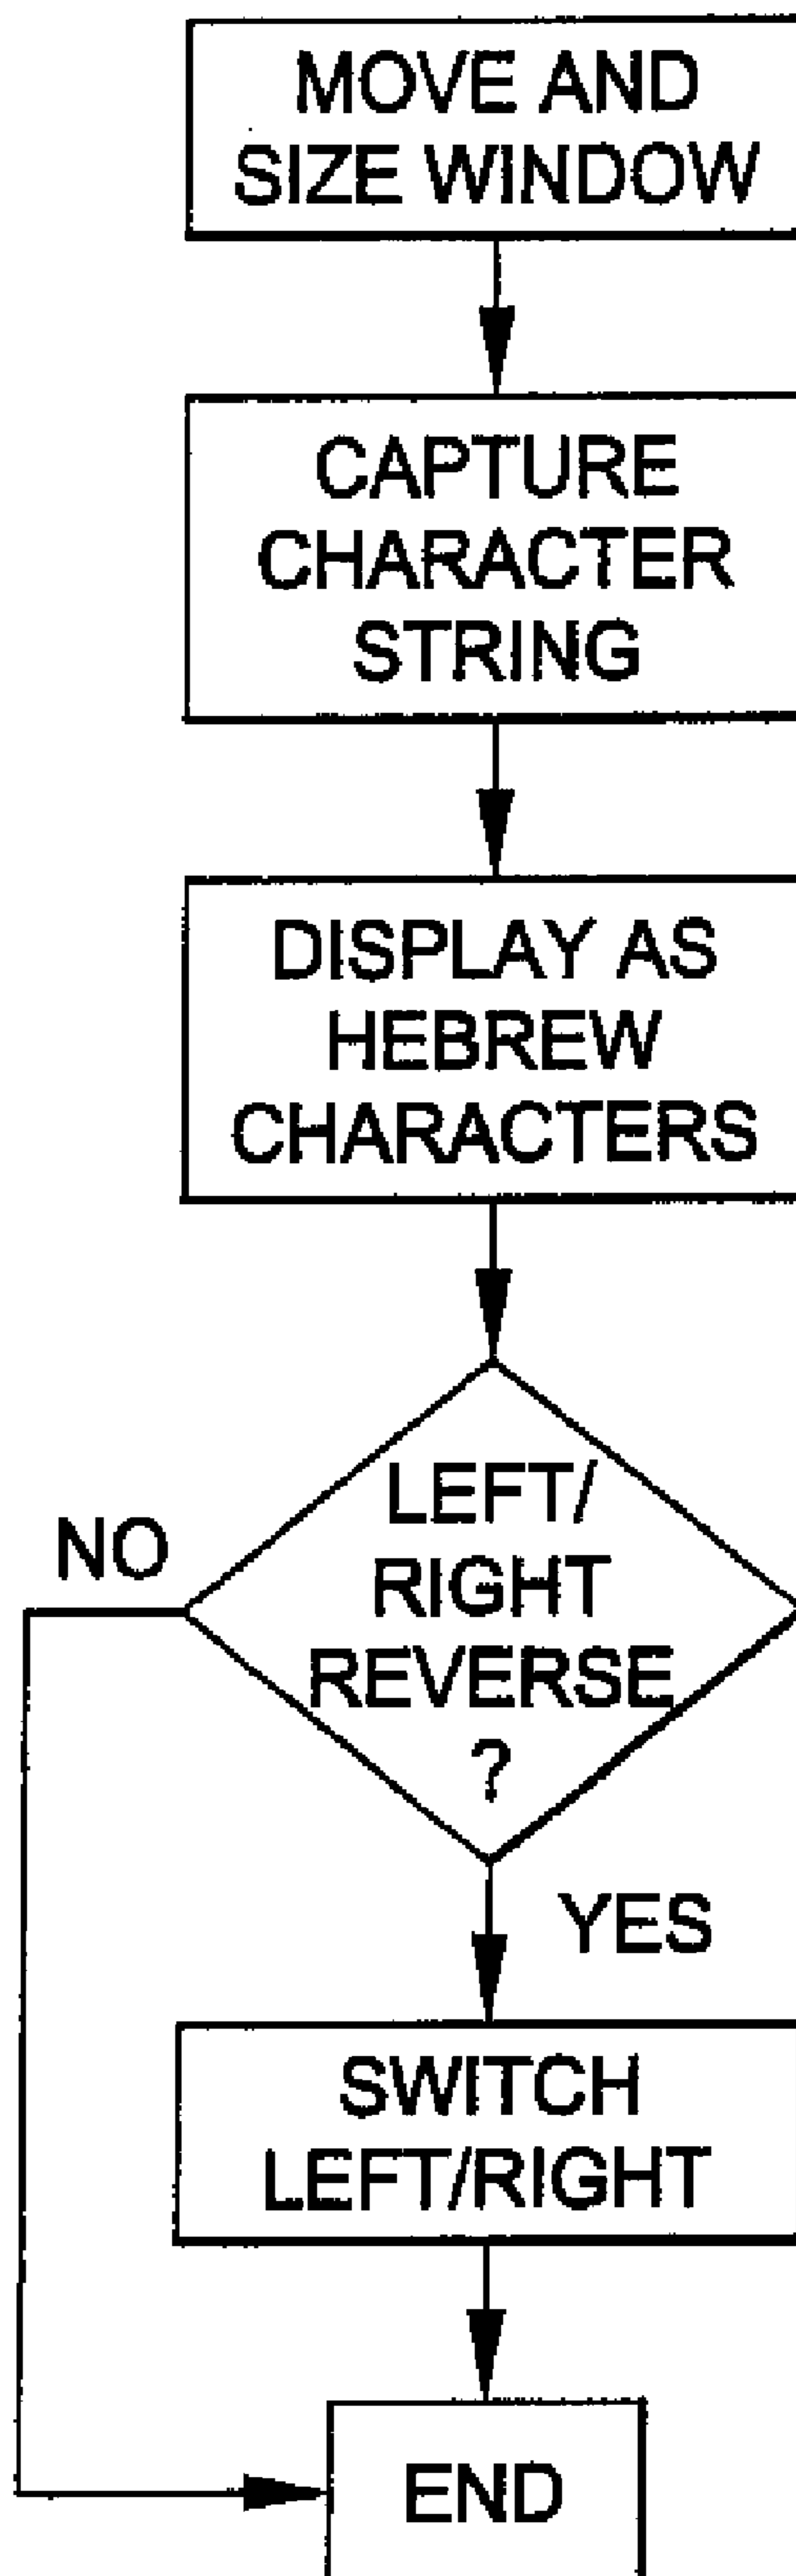 MOVE AND
SIZE WINDOW
CAPTURE
CHARACTER
STRING
DISPLAY AS
HEBREW
CHARACTERS
LEFT/
RIGHT
REVERSE
?
NO
YES
SWITCH
LEFT/RIGHT
END